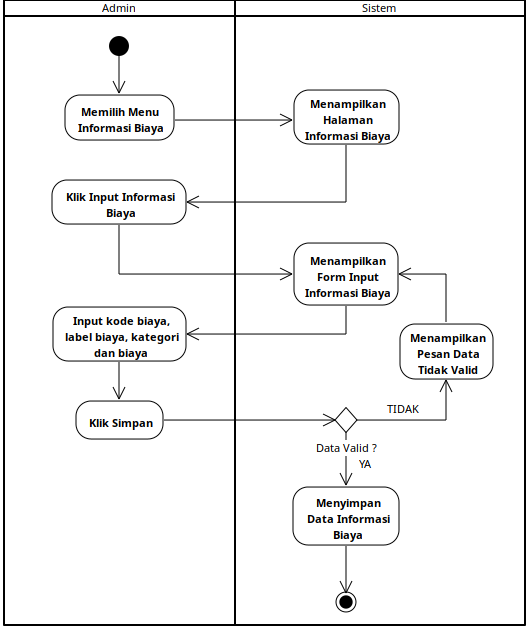 Admin
Sistem
Memilih Menu
Informasi Biaya
Menampilkan
Halaman
Informasi Biaya
Klik Input Informasi
Biaya
Menampilkan
Form Input
Informasi Biaya
Input kode biaya,
label biaya, kategori
dan biaya
Menampilkan
Pesan Data
Tidak Valid
Klik Simpan
TIDAK
Data Valid ?
YA
Menyimpan
Data Informasi
Biaya